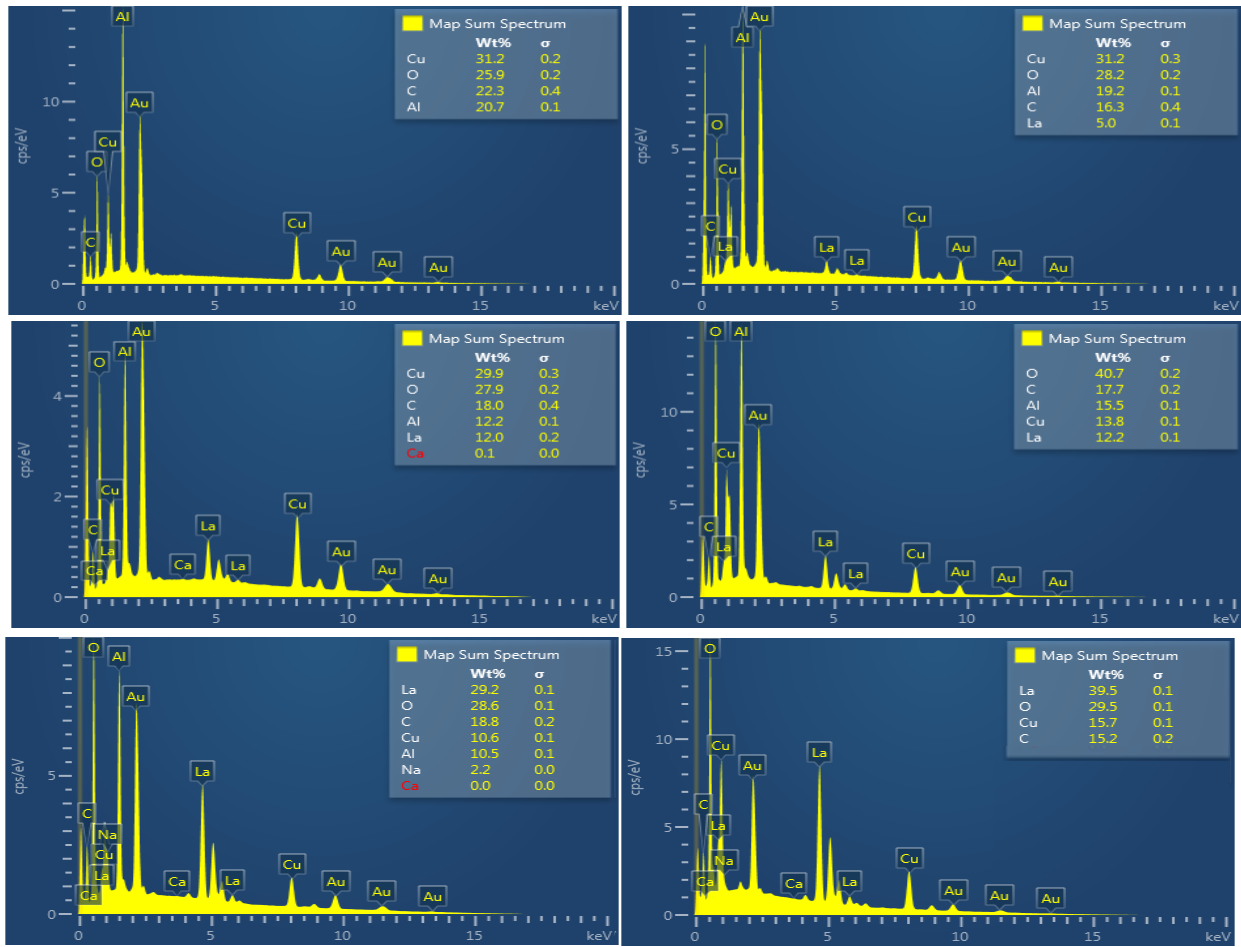 Map Sum Spectrum
Wt% σ
Cu 31.2 0.2
O 25.9 0.2
C 22.3 0.4
Al 20.7 0.1
Al
Au
10
cps/eV
Cu
O
5
C
Cu
Au
Au
Au
0
0 5 10 15 keV
Map Sum Spectrum
Wt% σ
Cu 31.2 0.3
O 28.2 0.2
Al 19.2 0.1
C 16.3 0.4
La 5.0 0.1
Au
Al
cps/eV
5
O
Cu
C
La
La
La
Cu
Au
Au
Au
0
0 5 10 15 keV
Map Sum Spectrum
Wt% σ
Cu 29.9 0.3
O 27.9 0.2
C 18.0 0.4
Al 12.2 0.1
La 12.0 0.2
Ca 0.1 0.0
Au
Al
O
4
cps/eV
2
Cu
C
La
Ca
Ca
La
La
Cu
Au
Au
Au
0
0 5 10 15 keV
Map Sum Spectrum
Wt% σ
O 40.7 0.2
C 17.7 0.2
Al 15.5 0.1
Cu 13.8 0.1
La 12.2 0.1
O Al
10
Au
cps/eV
Cu
5
C
La
La
La
Cu
Au
Au
Au
0
0 5 10 15 keV
Map Sum Spectrum
Wt% σ
La 29.2 0.1
O 28.6 0.1
C 18.8 0.2
Cu 10.6 0.1
Al 10.5 0.1
Na 2.2 0.0
Ca 0.0 0.0
O
Al
Au
cps/eV
5
La
C
Na
Cu
La
Ca
Ca
La
Cu
Au
Au
Au
0
0 5 10 15 keV
Map Sum Spectrum
Wt% σ
La 39.5 0.1
O 29.5 0.1
Cu 15.7 0.1
C 15.2 0.2
15
O
10
Cu
Au
La
cps/eV
C
5
La
Na
Ca
Ca
La
Cu
Au
Au
Au
0
0 5 10 15 keV